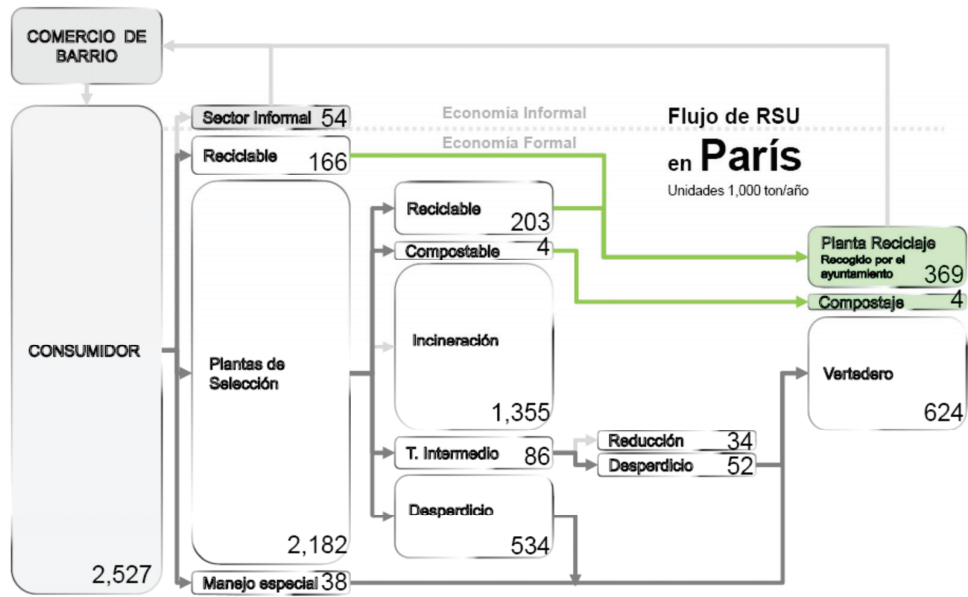 COMERCIO DE
BARRIO
Flujo de RSU
en París
Unidades 1,000 ton/año
Economía Informal
Economía Formal
CONSUMIDOR
2,527
Sector Informal 54
Reciclable
166
Plantas de
Selección
2,182
Manejo especial 38
Reciclable
203
Compostable 4
Incineración
1,355
T. Intermedio 86
Desperdicio
534
Reducción 34
Desperdicio 52
Planta Reciclaje
Recogido por el
ayuntamiento 369
Compostaje 4
Vertedero
624